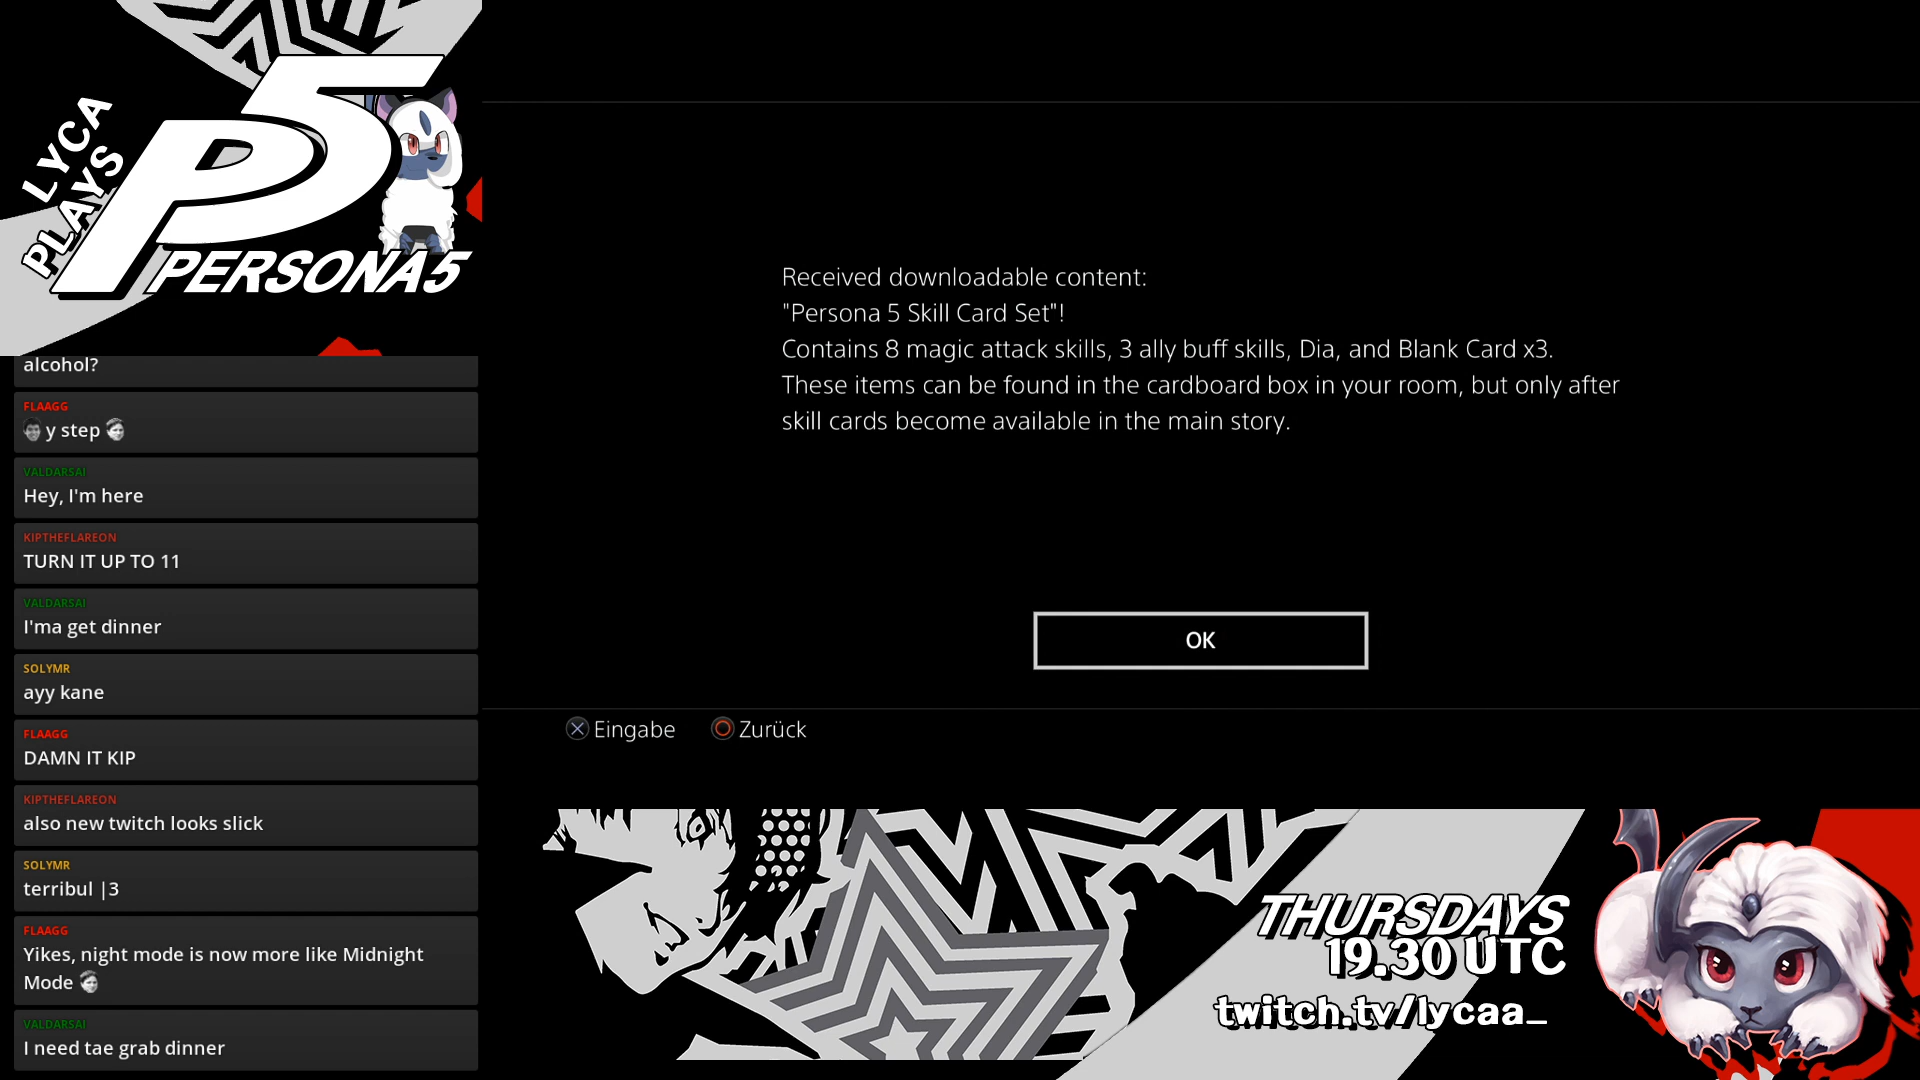 LYCA
PLAYS
P5
PERSONA5
alcohol?
FLAAGG
y step
VALDARSAI
Hey, I'm here
KIPTHEFLAREON
TURN IT UP TO 11
VALDARSAI
I'ma get dinner
SOLYMR
ayy kane
FLAAGG
DAMN IT KIP
KIPTHEFLAREON
also new twitch looks slick
SOLYMR
terribul |3
FLAAGG
Yikes, night mode is now more like Midnight
Mode
VALDARSAI
I need tae grab dinner
Received downloadable content:
"Persona 5 Skill Card Set"!
Contains 8 magic attack skills, 3 ally buff skills, Dia, and Blank Card x3.
These items can be found in the cardboard box in your room, but only after
skill cards become available in the main story.
OK
Eingabe Zurück
THURSDAYS
19.30 UTC
twitch.tv/lycaa_